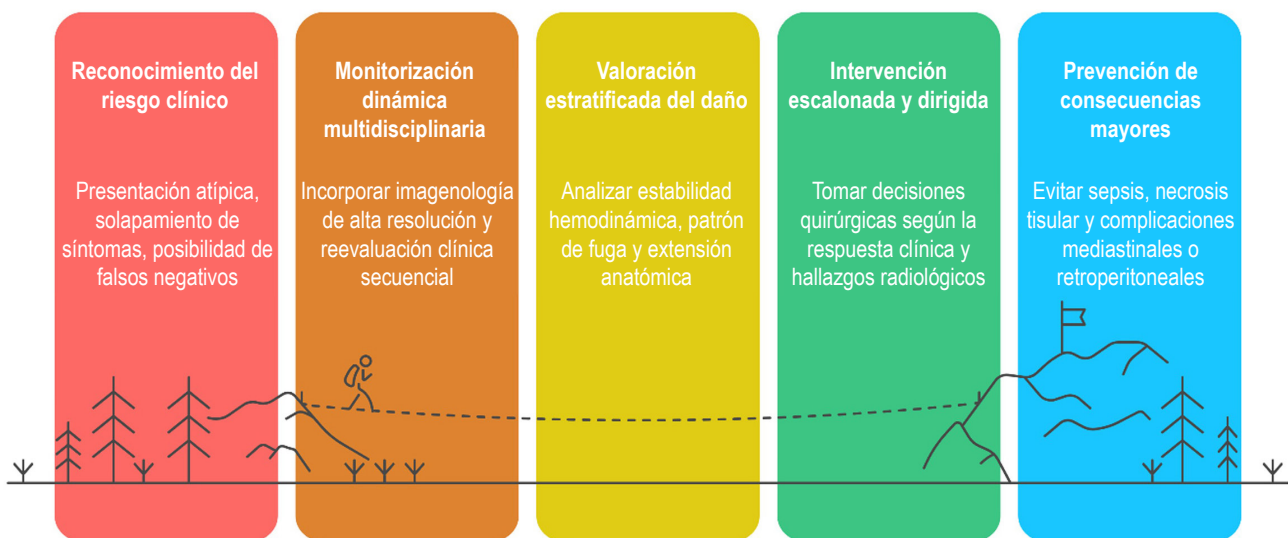 Reconocimiento del
riesgo clínico
Presentación atípica,
solapamiento de
síntomas, posibilidad de
falsos negativos
Monitorización
dinámica
multidisciplinaria
Incorporar imagenología
de alta resolución y
reevaluación clínica
secuencial
Valoración
estratificada del daño
Analizar estabilidad
hemodinámica, patrón
de fuga y extensión
anatómica
Intervención
escalonada y dirigida
Tomar decisiones
quirúrgicas según la
respuesta clínica y
hallazgos radiológicos
Prevención de
consecuencias
mayores
Evitar sepsis, necrosis
tisular y complicaciones
mediastinales o
retroperitoneales